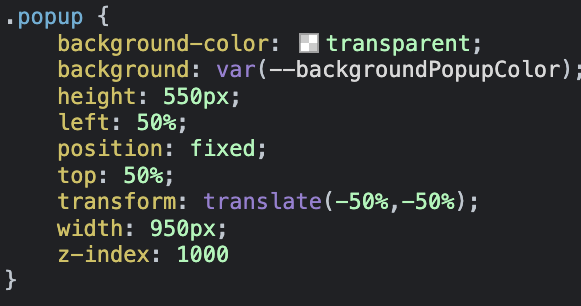 .popup {
background-color: transparent;
background: var(--backgroundPopupColor);
height: 550px;
left: 50%;
position: fixed;
top: 50%;
transform: translate(-50%,-50%);
width: 950px;
z-index: 1000
}